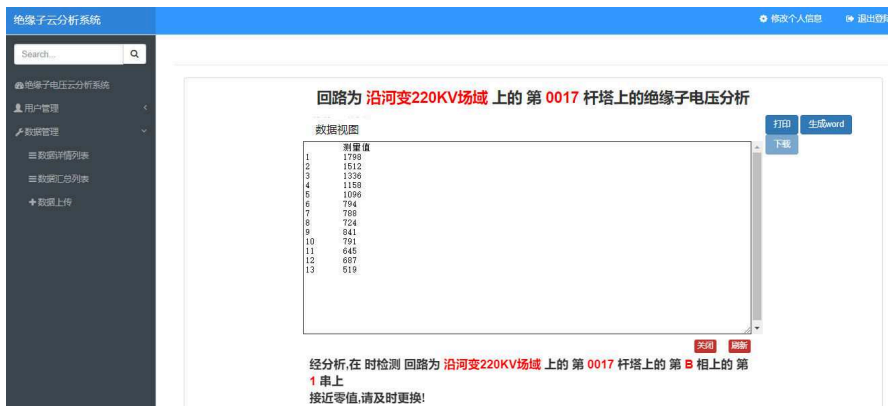 绝缘子云分析系统
修改个人信息
退出登陆
Search...
绝缘子电压云分析系统
用户管理
数据管理
数据详情列表
数据汇总列表
数据上传
回路为 沿河变220KV场域 上的 第 0017 杆塔上的绝缘子电压分析
数据视图
打印 生成word
下载
测量值
1 1798
2 1512
3 1336
4 1158
5 1096
6 794
7 788
8 724
9 841
10 791
11 645
12 687
13 519
关闭 刷新
经分析,在 时检测 回路为 沿河变220KV场域 上的 第 0017 杆塔上的 第 B 相上的 第
1 串上
接近零值,请及时更换!